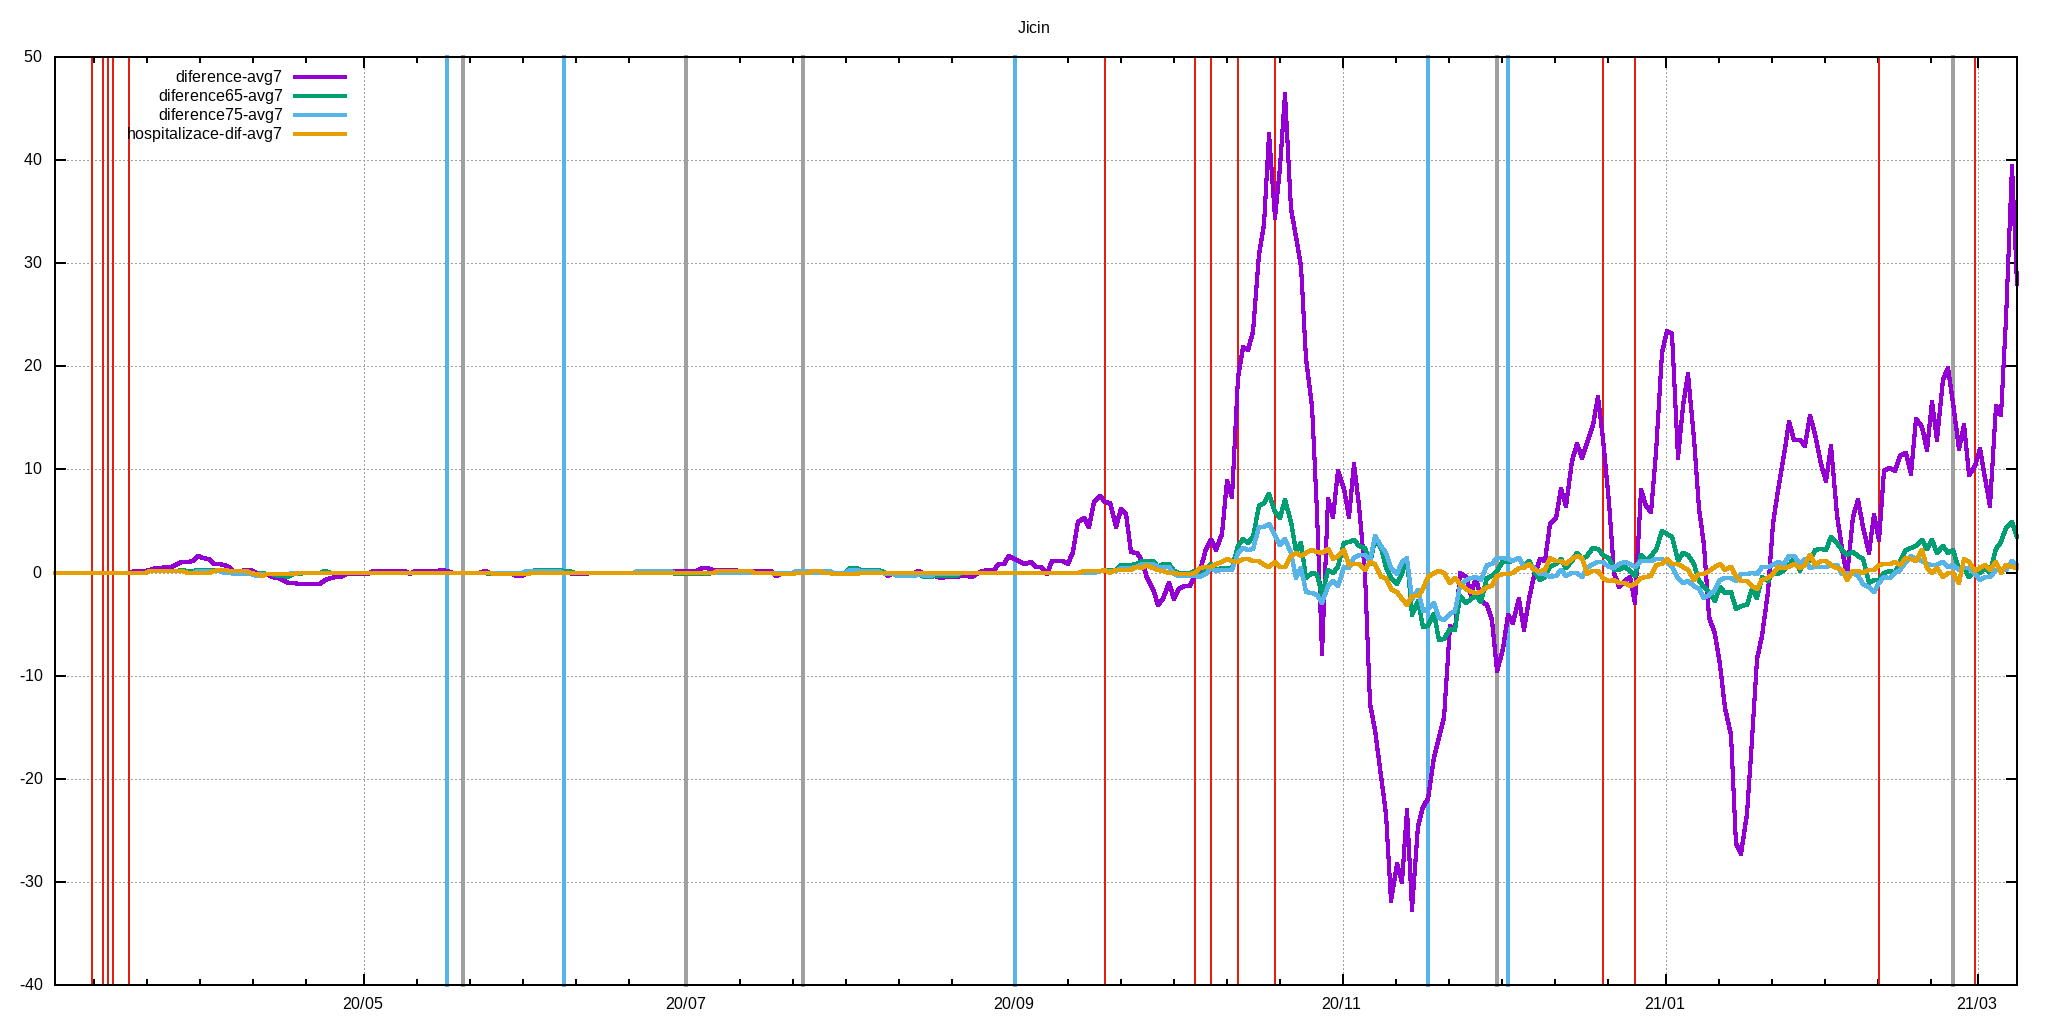 Jicin
diference-avg7
diference65-avg7
diference75-avg7
hospitalizace-dif-avg7
50
40
30
20
10
0
-10
-20
-30
-40
20/05 20/07 20/09 20/11 21/01 21/03